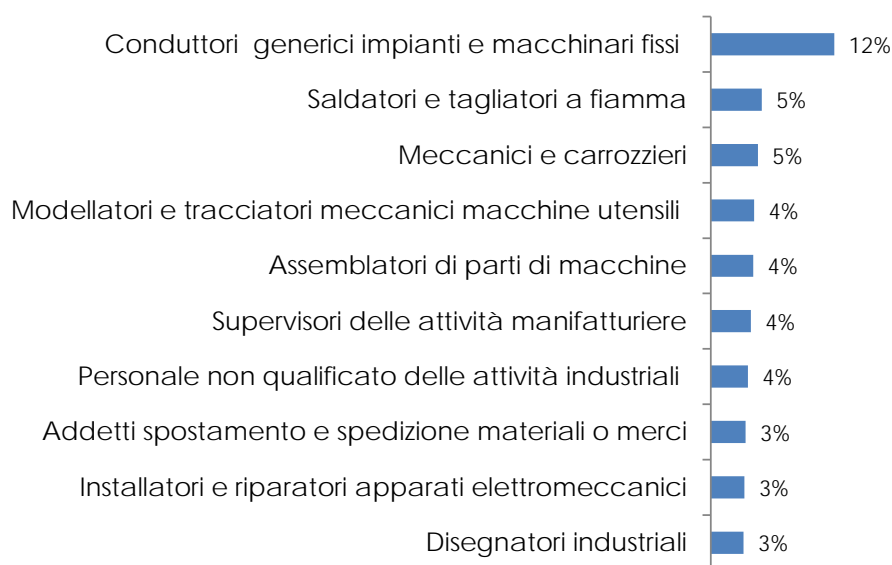 Conduttori generici impianti e macchinari fissi 12%
Saldatori e tagliatori a fiamma 5%
Meccanici e carrozzieri 5%
Modellatori e tracciatori meccanici macchine utensili 4%
Assemblatori di parti di macchine 4%
Supervisori delle attività manifatturiere 4%
Personale non qualificato delle attività industriali 4%
Addetti spostamento e spedizione materiali o merci 3%
Installatori e riparatori apparati elettromeccanici 3%
Disegnatori industriali 3%